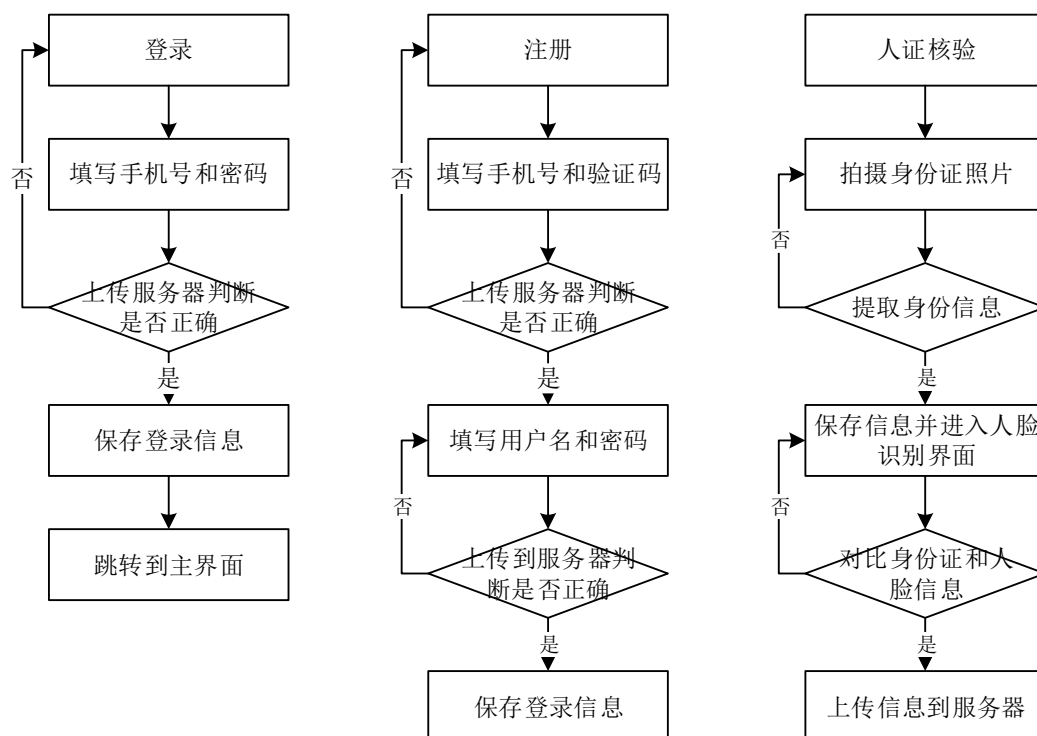 登录
填写手机号和密码
否
上传服务器判断
是否正确
是
保存登录信息
跳转到主界面
注册
填写手机号和验证码
否
上传服务器判断
是否正确
是
填写用户名和密码
否
上传到服务器判
断是否正确
是
保存登录信息
人证核验
拍摄身份证照片
否
提取身份信息
是
保存信息并进入人脸
识别界面
否
对比身份证和人
脸信息
是
上传信息到服务器